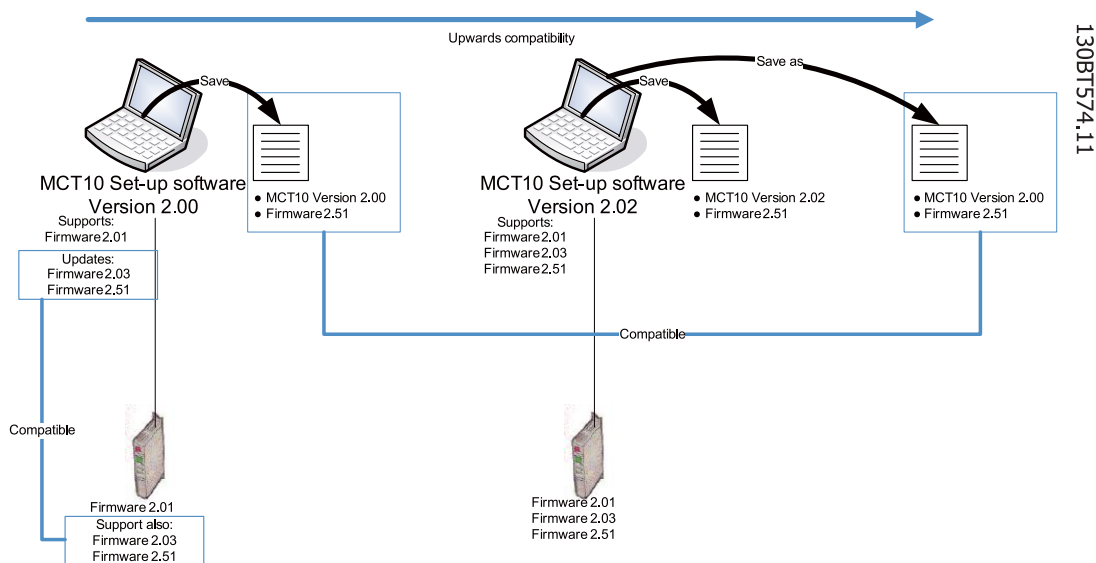 Upwards compatibility
130BT574.11
Save
Save
Save as
MCT10 Set-up software
Version 2.00
Supports:
Firmware 2.01
Updates:
Firmware 2.03
Firmware 2.51
● MCT10 Version 2.00
● Firmware 2.51
MCT10 Set-up software
Version 2.02
Supports:
Firmware 2.01
Firmware 2.03
Firmware 2.51
● MCT10 Version 2.02
● Firmware 2.51
● MCT10 Version 2.00
● Firmware 2.51
Compatible
Compatible
Firmware 2.01
Support also:
Firmware 2.03
Firmware 2.51
Firmware 2.01
Firmware 2.03
Firmware 2.51